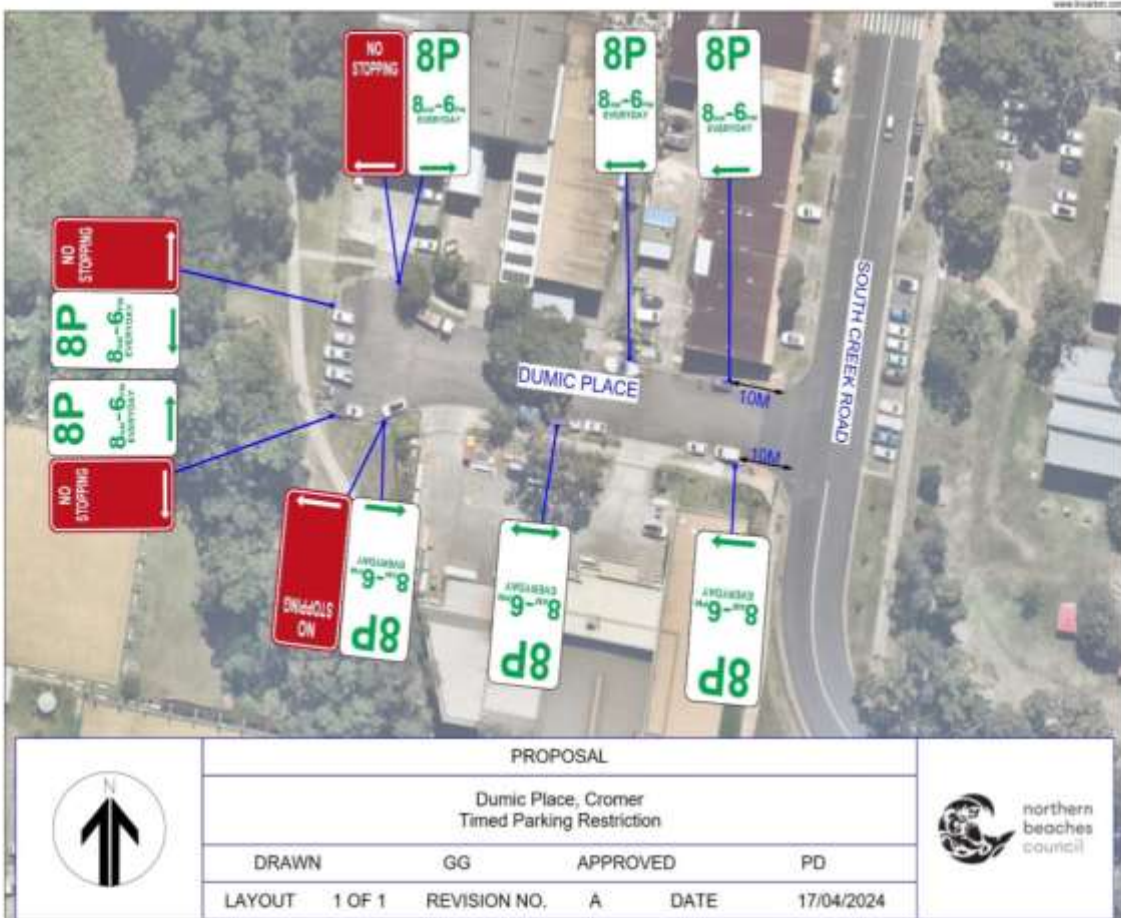 NO
STOPPING
8P
8AM-6PM
EVERYDAY
8P
8AM-6PM
EVERYDAY
8P
8AM-6PM
EVERYDAY
NO
STOPPING
8P
8AM-6PM
EVERYDAY
8P
8AM-6PM
EVERYDAY
NO
STOPPING
DUMIC PLACE
SOUTH CREEK ROAD
10M
10M
NO
STOPPING
8P
8AM-6PM
EVERYDAY
8P
8AM-6PM
EVERYDAY
8P
8AM-6PM
EVERYDAY
PROPOSAL
Dumic Place, Cromer
Timed Parking Restriction
DRAWN GG APPROVED PD
LAYOUT 1 OF 1 REVISION NO. A DATE 17/04/2024
N
northern
beaches
council